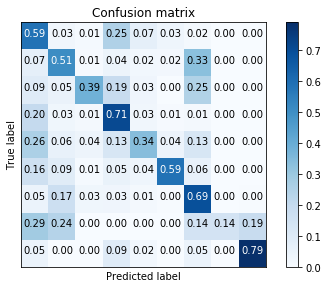 Confusion matrix
0.59 0.03 0.01 0.25 0.07 0.03 0.02 0.00 0.00
0.07 0.51 0.01 0.04 0.02 0.02 0.33 0.00 0.00
0.09 0.05 0.39 0.19 0.03 0.00 0.25 0.00 0.00
0.20 0.03 0.01 0.71 0.03 0.01 0.01 0.00 0.00
0.26 0.06 0.04 0.13 0.34 0.04 0.13 0.00 0.00
0.16 0.09 0.01 0.05 0.04 0.59 0.06 0.00 0.00
0.05 0.17 0.03 0.03 0.01 0.00 0.69 0.00 0.00
0.29 0.24 0.00 0.00 0.00 0.00 0.14 0.14 0.19
0.05 0.00 0.00 0.09 0.02 0.00 0.05 0.00 0.79
True label
Predicted label
0.7
0.6
0.5
0.4
0.3
0.2
0.1
0.0